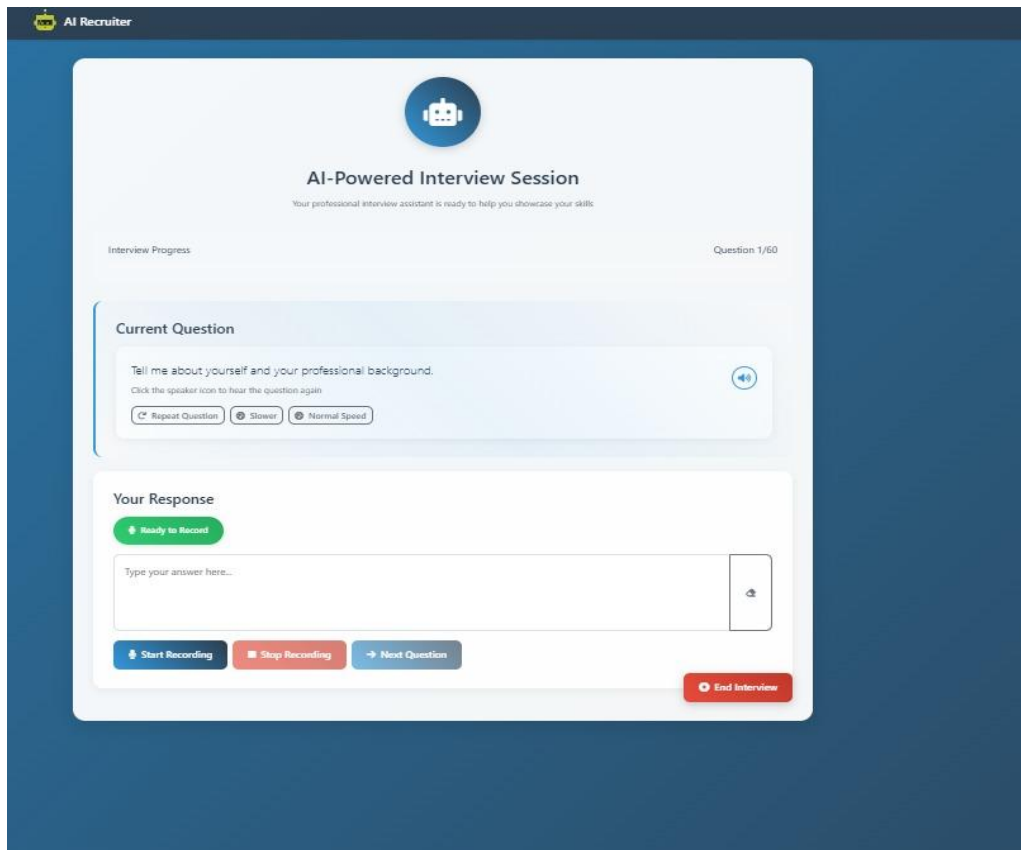 AI Recruiter
AI-Powered Interview Session
Your professional interview assistant is ready to help you showcase your skills
Interview Progress
Question 1/60
Current Question
Tell me about yourself and your professional background.
Click the speaker icon to hear the question again
Repeat Question
Slower
Normal Speed
Your Response
Ready to Record
Type your answer here...
Start Recording
Stop Recording
Next Question
End Interview